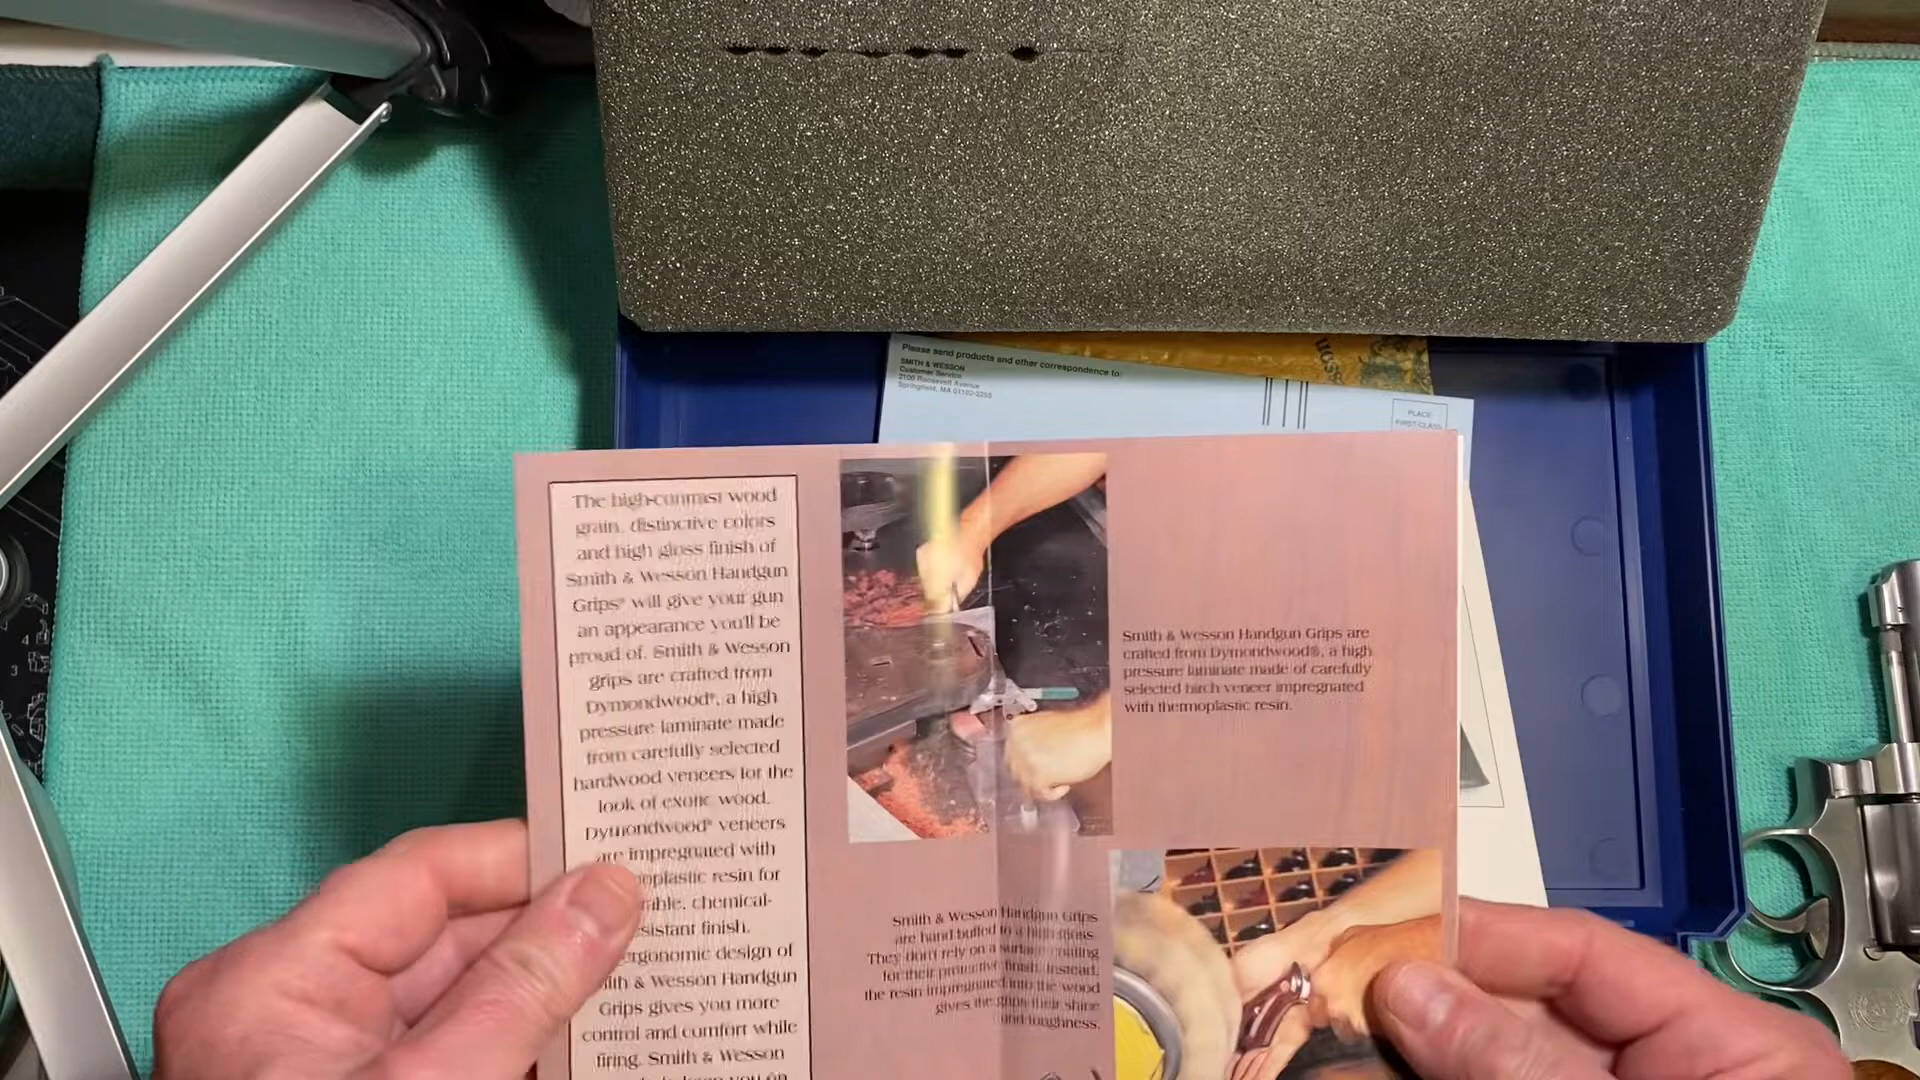 Please send products and other correspondence to:
SMITH & WESSON
Customer Service
2100 Roosevelt Avenue
Springfield, MA 01102-2255
PLACE
FIRST-CLASS
The high-contrast wood
grain, distinctive colors
and high gloss finish of
Smith & Wesson Handgun
Grips® will give your gun
an appearance you'll be
proud of. Smith & Wesson
grips are crafted from
Dymondwood®, a high
pressure laminate made
from carefully selected
hardwood veneers for the
look of exotic wood.
Dymondwood® veneers
are impregnated with
resin for
chemical-
finish.
ergonomic design of
& Wesson Handgun
Grips gives you more
control and comfort while
firing. Smith & Wesson
Smith & Wesson Handgun Grips are
crafted from Dymondwood®, a high
pressure laminate made of carefully
selected birch veneer impregnated
with thermoplastic resin.
Smith & Wesson Handgun Grips
are hand buffed to a high gloss.
They don't rely on a surface coating
for their protective finish. Instead,
the resin impregnated into the wood
gives the grips their shine
and toughness.